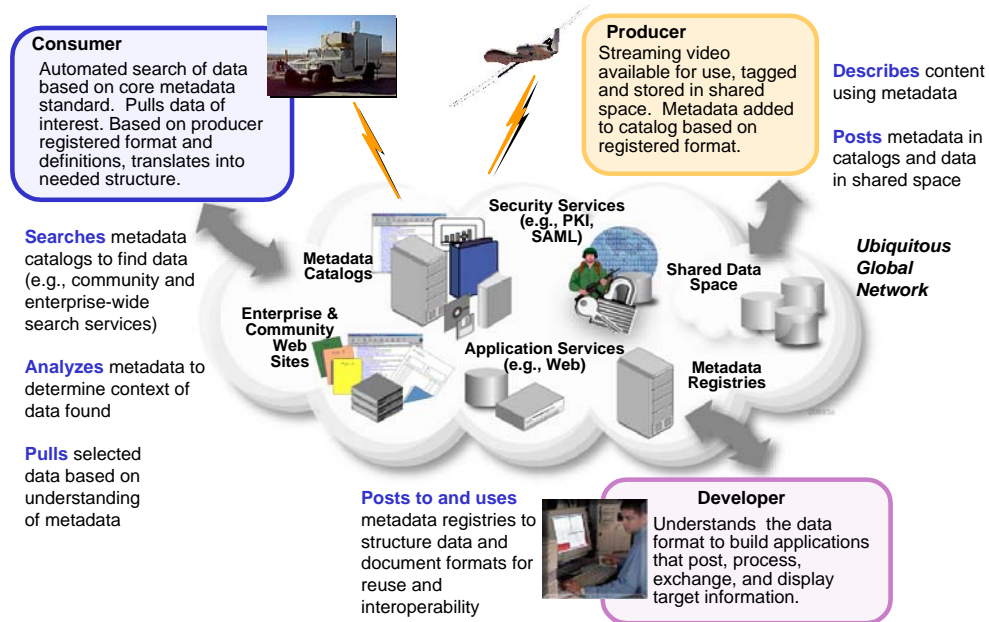 Consumer
Automated search of data
based on core metadata
standard.  Pulls data of
interest. Based on producer
registered format and
definitions, translates into
needed structure.
Producer
Streaming video
available for use, tagged
and stored in shared
space.  Metadata added
to catalog based on
registered format.
Describes content
using metadata
Posts metadata in
catalogs and data
in shared space
Searches metadata
catalogs to find data
(e.g., community and
enterprise-wide
search services)
Analyzes metadata to
determine context of
data found
Pulls selected
data based on
understanding
of metadata
Metadata
Catalogs
Enterprise &
Community
Web
Sites
Security Services
(e.g., PKI,
SAML)
Application Services
(e.g., Web)
Shared Data
Space
Metadata
Registries
Ubiquitous
Global
Network
Posts to and uses
metadata registries to
structure data and
document formats for
reuse and
interoperability
Developer
Understands  the data
format to build applications
that post, process,
exchange, and display
target information.